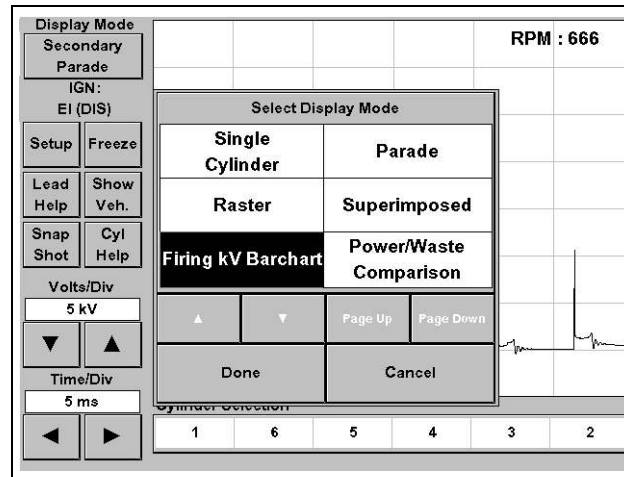 Display Mode
Secondary
Parade
IGN:
EI (DIS)
Setup
Freeze
Lead
Help
Show
Veh.
Snap
Shot
Cyl
Help
Volts/Div
5 kV
Time/Div
5 ms
RPM : 666
Select Display Mode
Single
Cylinder
Parade
Raster
Superimposed
Firing kV Barchart
Power/Waste
Comparison
Page Up
Page Down
Done
Cancel
Cylinder Selection
1 6 5 4 3 2